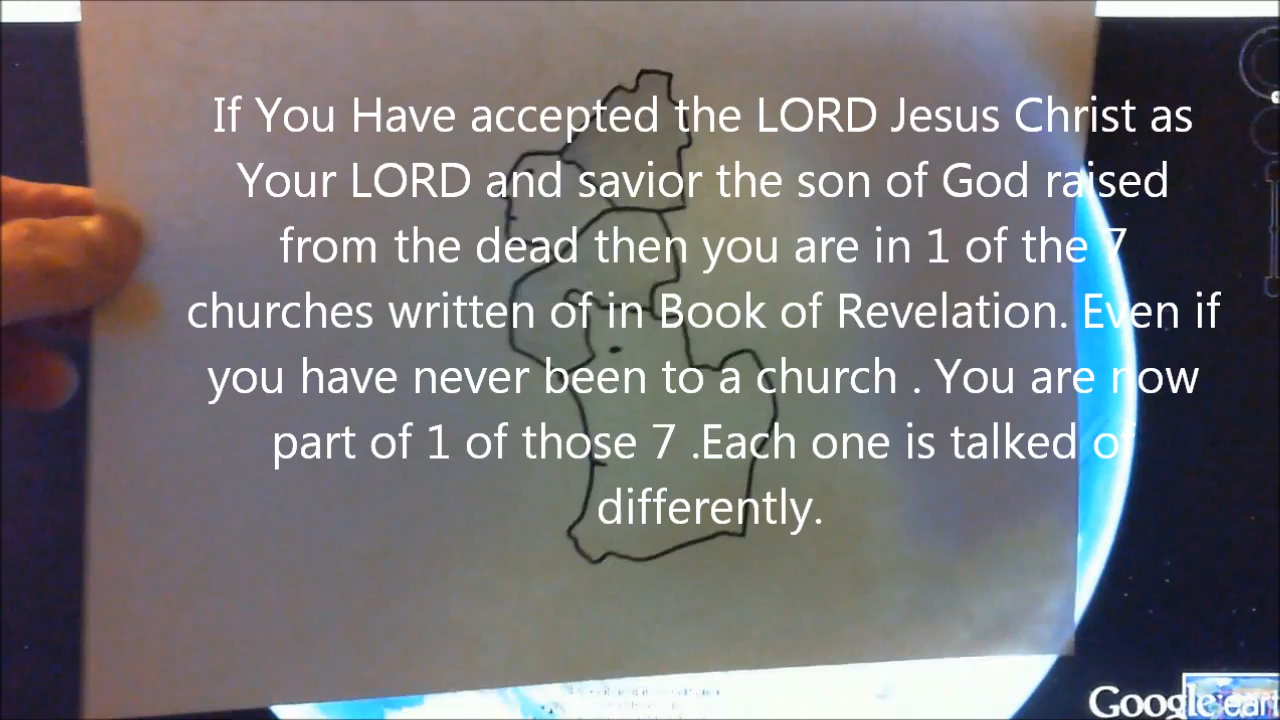 If You Have accepted the LORD Jesus Christ as
Your LORD and savior the son of God raised
from the dead then you are in 1 of the 7
churches written of in Book of Revelation. Even if
you have never been to a church . You are now
part of 1 of those 7 .Each one is talked of
differently.
Google eart